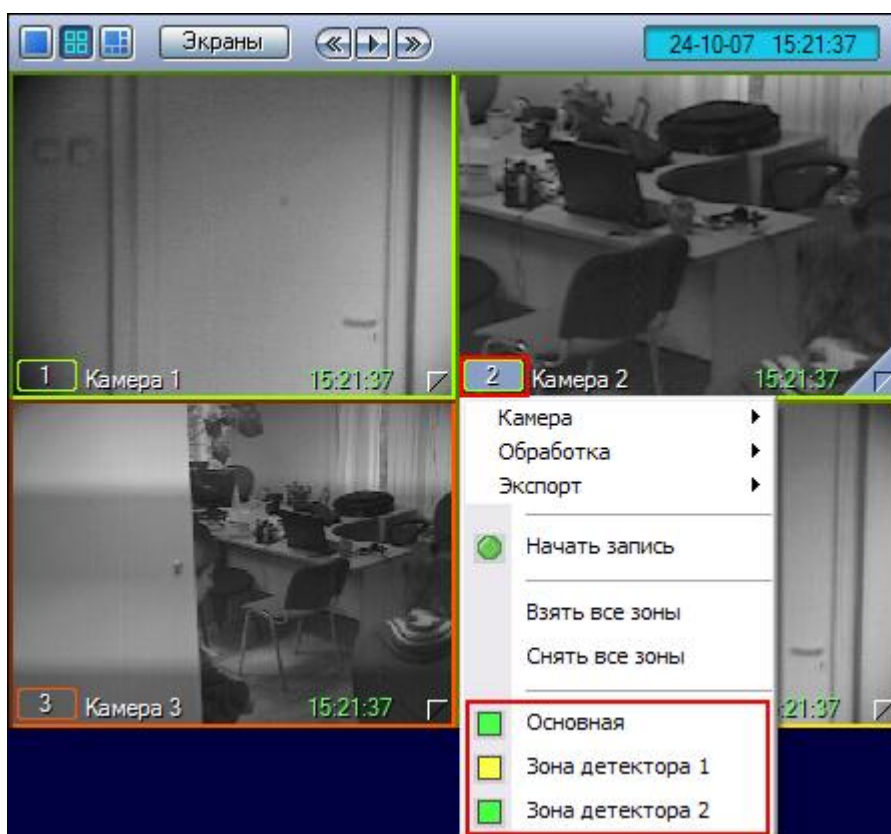 Экраны
24-10-07 15:21:37
1 Камера 1 15:21:37
2 Камера 2 15:21:37
Камера
Обработка
Экспорт
Начать запись
Взять все зоны
Снять все зоны
3 Камера 3 15:21:37
:21:37
Основная
Зона детектора 1
Зона детектора 2